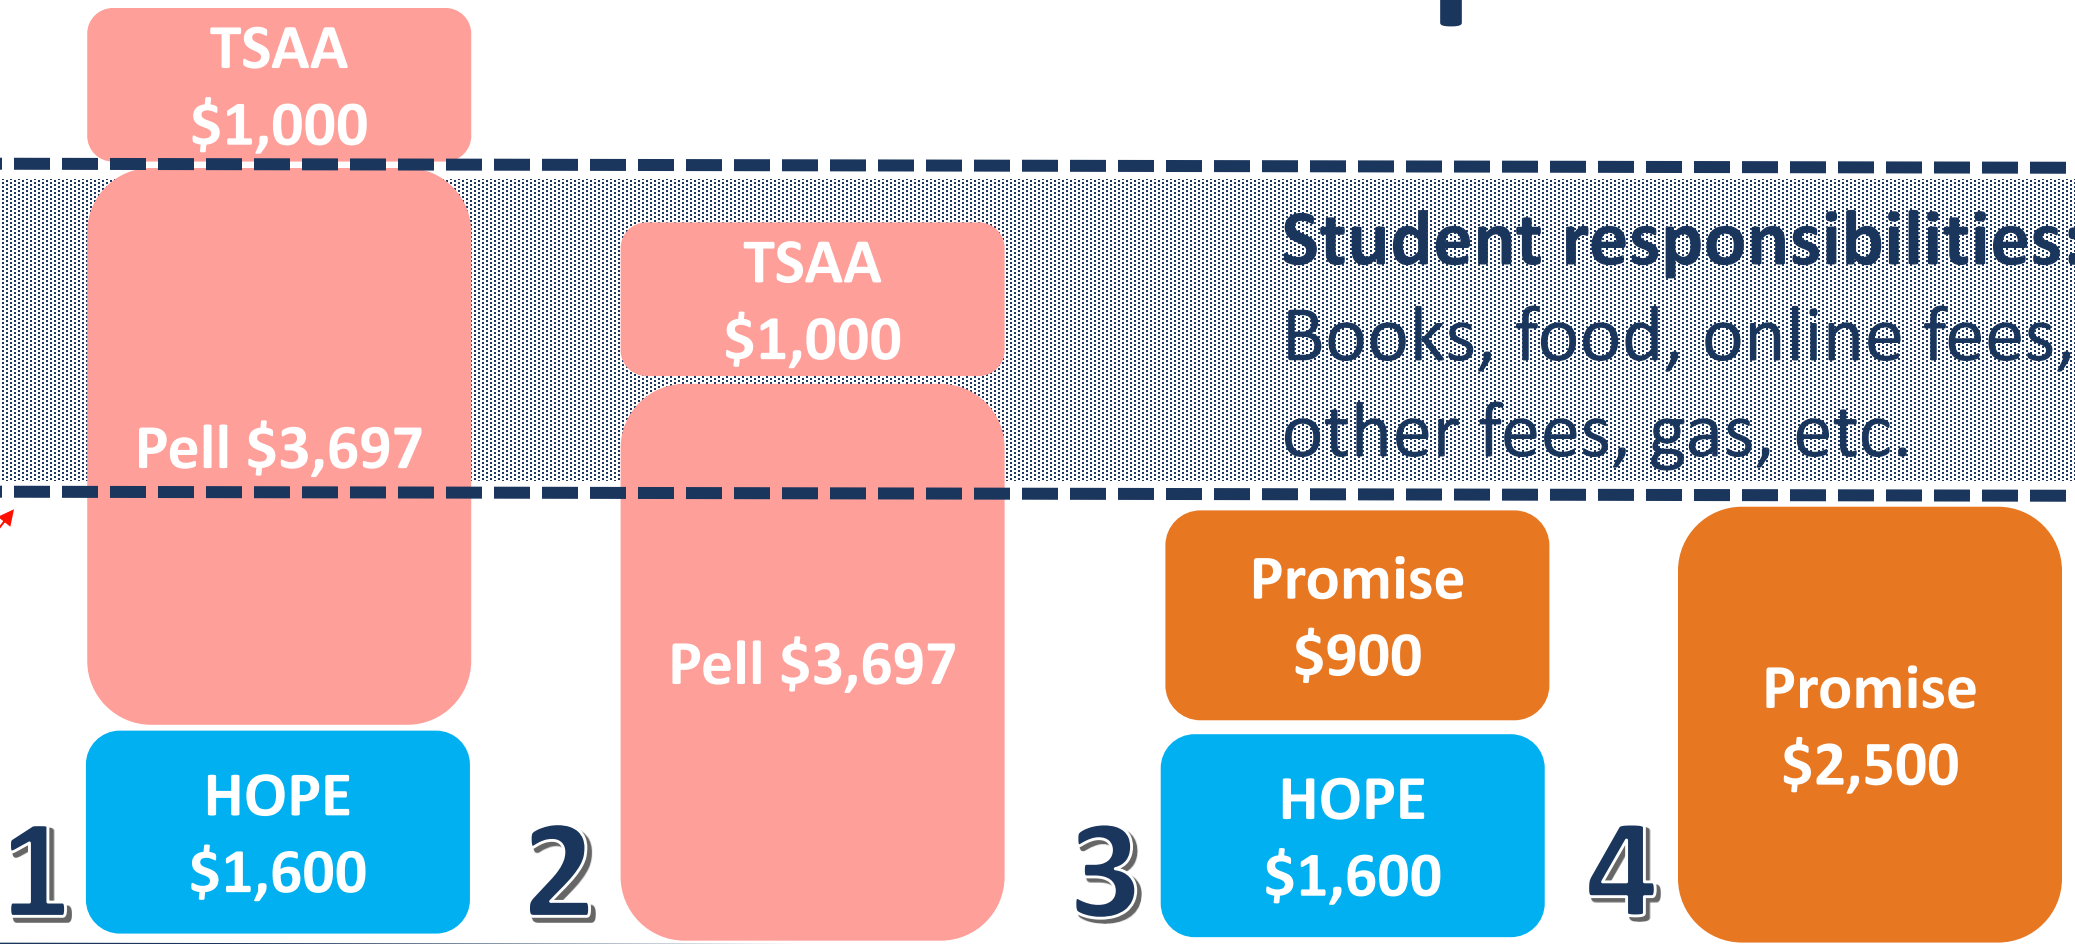 TSAA
$1,000
Pell $3,697
HOPE
$1,600
1
TSAA
$1,000
Pell $3,697
2
Student responsibilities:
Books, food, online fees,
other fees, gas, etc.
Promise
$900
HOPE
$1,600
3
Promise
$2,500
4